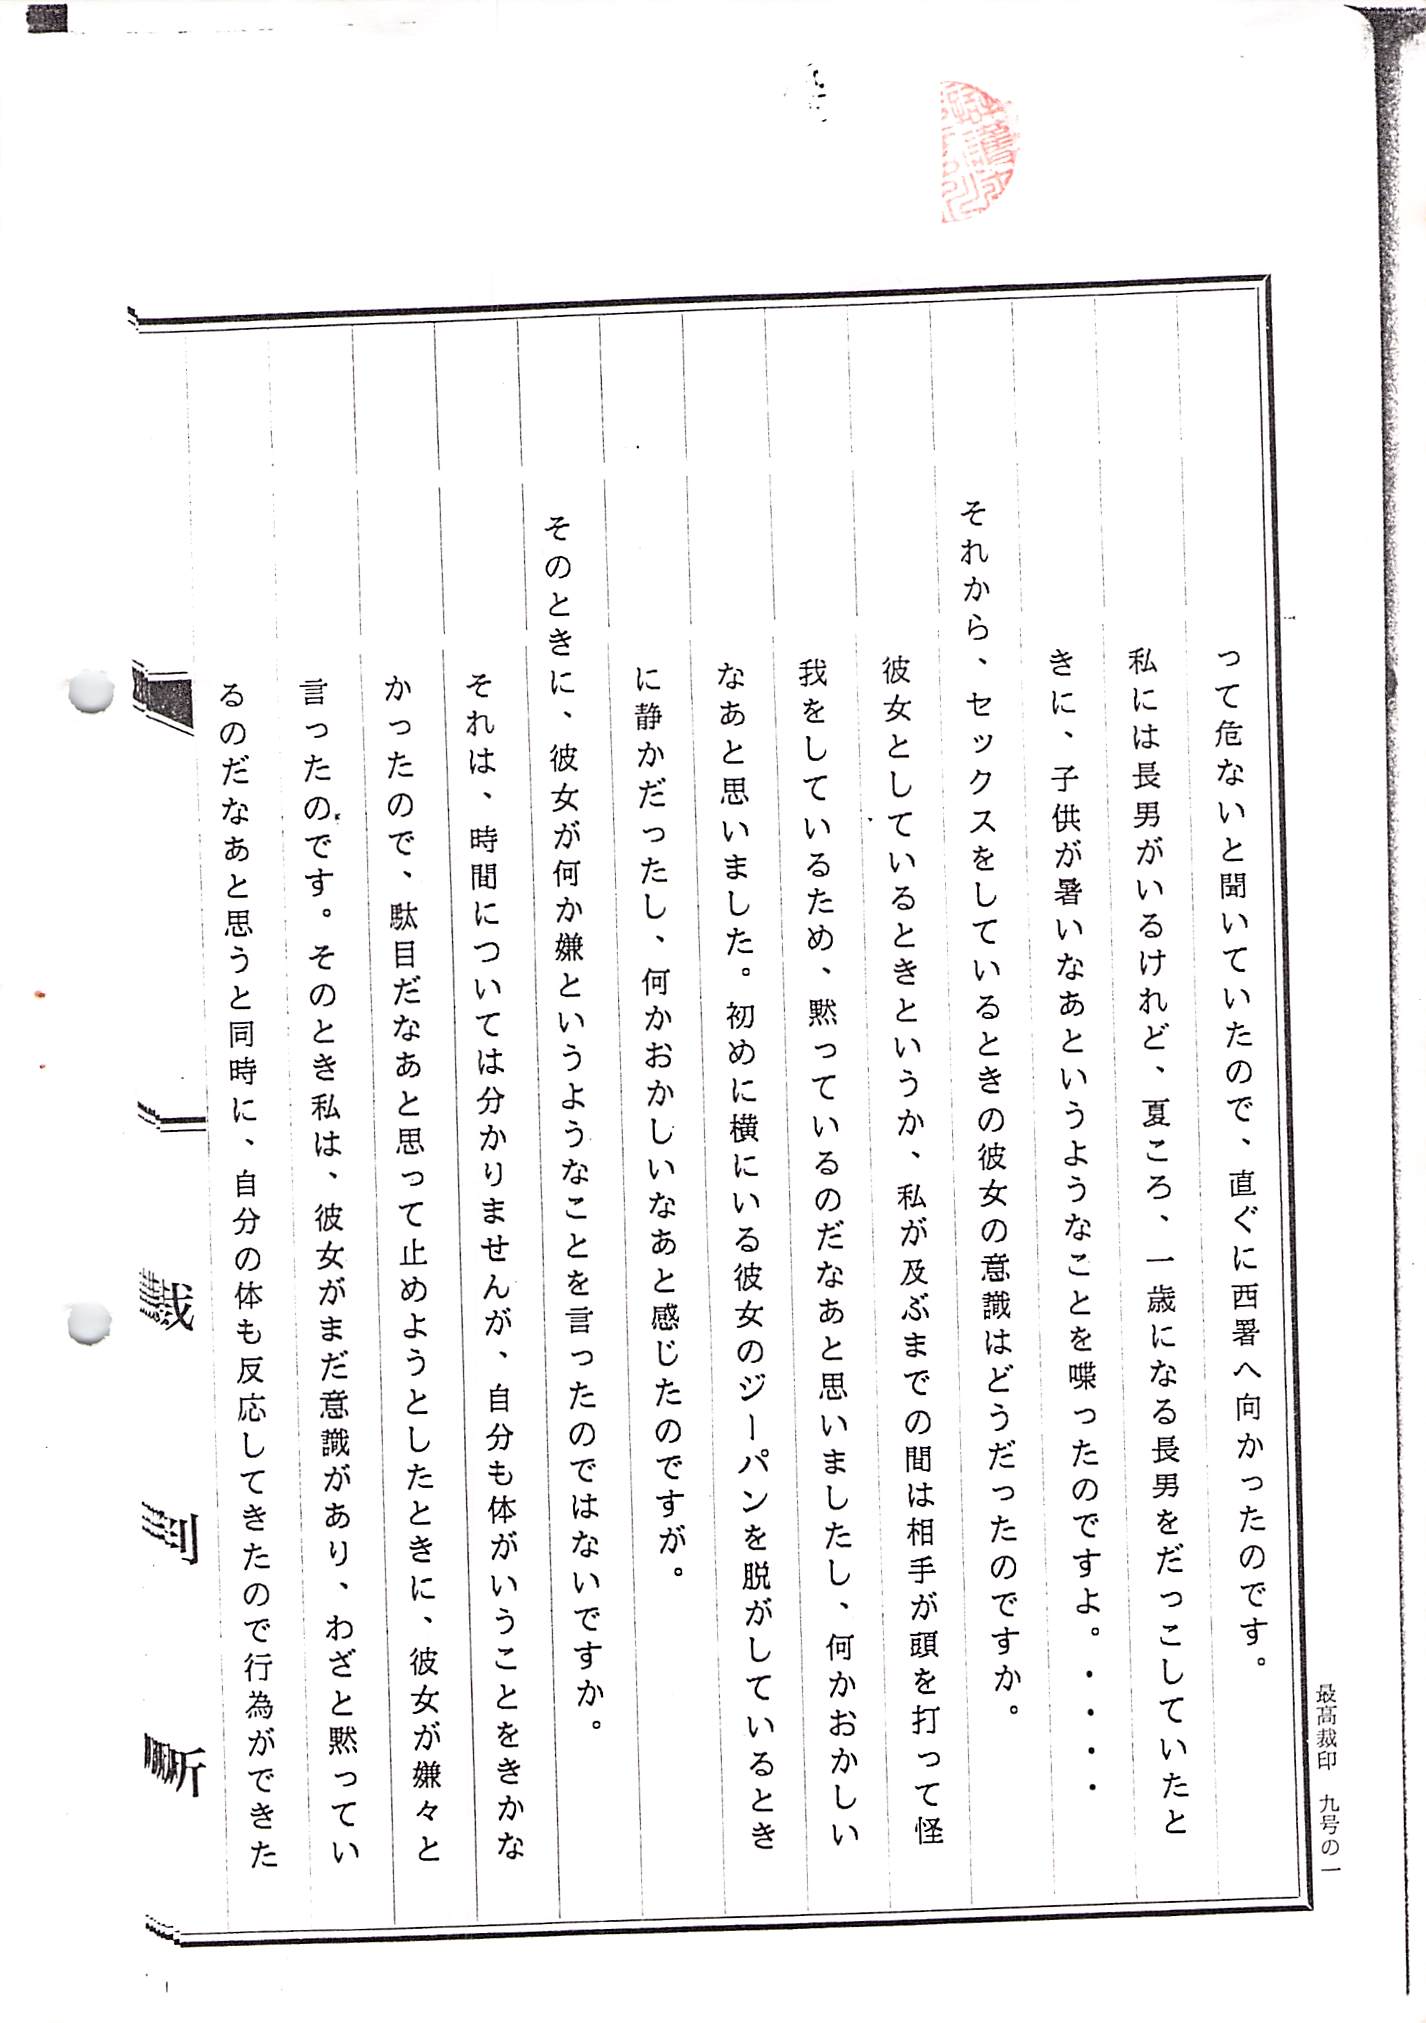 って危ないと聞いていたので、直ぐに西署へ向かったのです。
私には長男がいるけれど、夏ころ、一歳になる長男をだっこしていたと
きに、子供が暑いなあというようなことを喋ったのですよ。・・・・
それから、セックスをしているときの彼女の意識はどうだったのですか。
彼女としているときというか、私が及ぶまでの間は相手が頭を打って怪
我をしているため、黙っているのだなあと思いましたし、何かおかしい
なあと思いました。初めに横にいる彼女のジーパンを脱がしているとき
に静かだったし、何かおかしいなあと感じたのですが。
そのときに、彼女が何か嫌というようなことを言ったのではないですか。
それは、時間については分かりませんが、自分も体がいうことをきかな
かったので、駄目だなあと思って止めようとしたときに、彼女が嫌々と
言ったのです。そのとき私は、彼女がまだ意識があり、わざと黙ってい
るのだなあと思うと同時に、自分の体も反応してきたので行為ができた
最高裁印 九号の一
裁判所